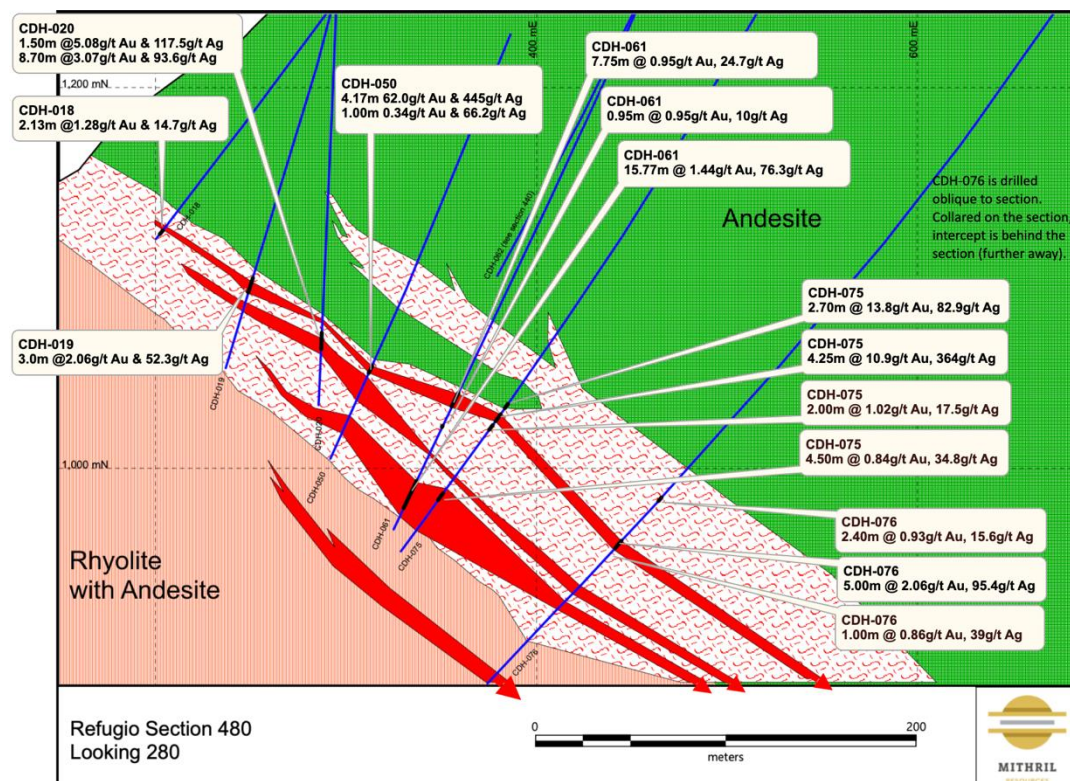 CDH-020
1.50m @5.08g/t Au & 117.5g/t Ag
8.70m @3.07g/t Au & 93.6g/t Ag
CDH-018
2.13m @1.28g/t Au & 14.7g/t Ag
CDH-050
4.17m 62.0g/t Au & 445g/t Ag
1.00m 0.34g/t Au & 66.2g/t Ag
CDH-061
7.75m @ 0.95g/t Au, 24.7g/t Ag
CDH-061
0.95m @ 0.95g/t Au, 10g/t Ag
CDH-061
15.77m @ 1.44g/t Au, 76.3g/t Ag
400 mE
600 mE
1,200 mN
CDH-076 is drilled
oblique to section.
Collared on the section,
intercept is behind the
section (further away).
Andesite
CDH-018
CDH-062 (see section 440)
CDH-019
3.0m @2.06g/t Au & 52.3g/t Ag
CDH-075
2.70m @ 13.8g/t Au, 82.9g/t Ag
CDH-075
4.25m @ 10.9g/t Au, 364g/t Ag
CDH-075
2.00m @ 1.02g/t Au, 17.5g/t Ag
CDH-075
4.50m @ 0.84g/t Au, 34.8g/t Ag
CDH-019
CDH-020
CDH-050
CDH-061
CDH-075
1,000 mN
CDH-076
2.40m @ 0.93g/t Au, 15.6g/t Ag
CDH-076
5.00m @ 2.06g/t Au, 95.4g/t Ag
CDH-076
1.00m @ 0.86g/t Au, 39g/t Ag
Rhyolite
with Andesite
CDH-076
Refugio Section 480
Looking 280
0
200
meters
MITHRIL
RESOURCES